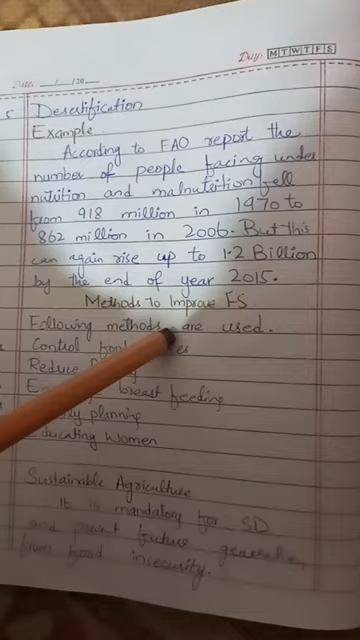 Date: / /20
Day: M T W T F S
5 Desertification
Example
According to FAO report the
number of people facing under
nutrition and malnutrition fell
from 918 million in 1970 to
862 million in 2006. But this
can again rise up to 1.2 Billion
by the end of year 2015.
Methods To Improve FS
Following methods are used.
Control
Reduce
breast feeding
planning
Educating Women
Sustainable Agriculture
It is mandatory for SD
and future generation
from food insecurity.